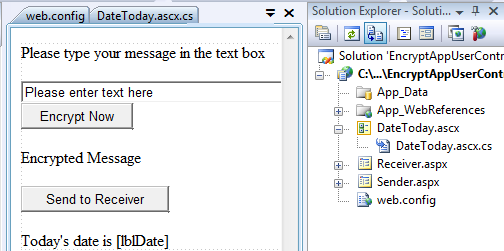 web.config
DateToday.ascx.cs
Please type your message in the text box
Please enter text here
Encrypt Now
Encrypted Message
Send to Receiver
Today's date is [lblDate]
Solution Explorer - Solution...
Solution 'EncryptAppUserContr
C:\...\EncryptAppUserContr
App_Data
App_WebReferences
DateToday.ascx
DateToday.ascx.cs
Receiver.aspx
Sender.aspx
web.config